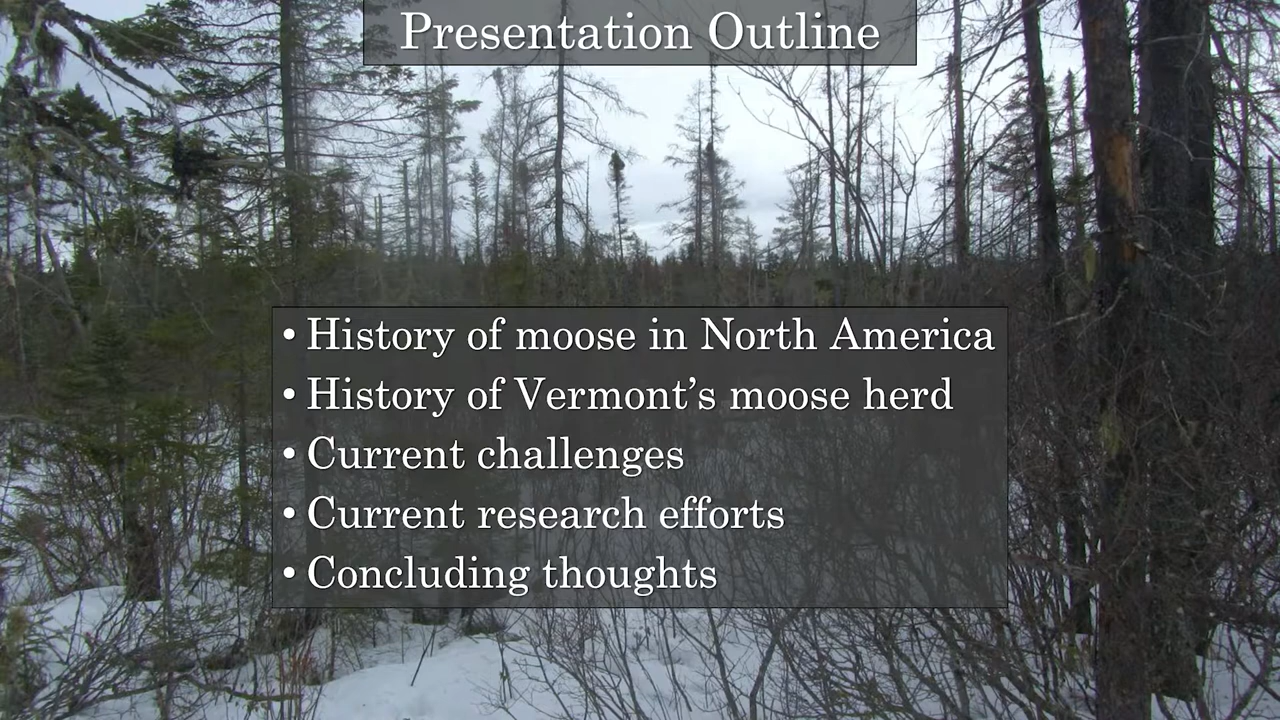 Presentation Outline
• History of moose in North America
• History of Vermont’s moose herd
• Current challenges
• Current research efforts
• Concluding thoughts